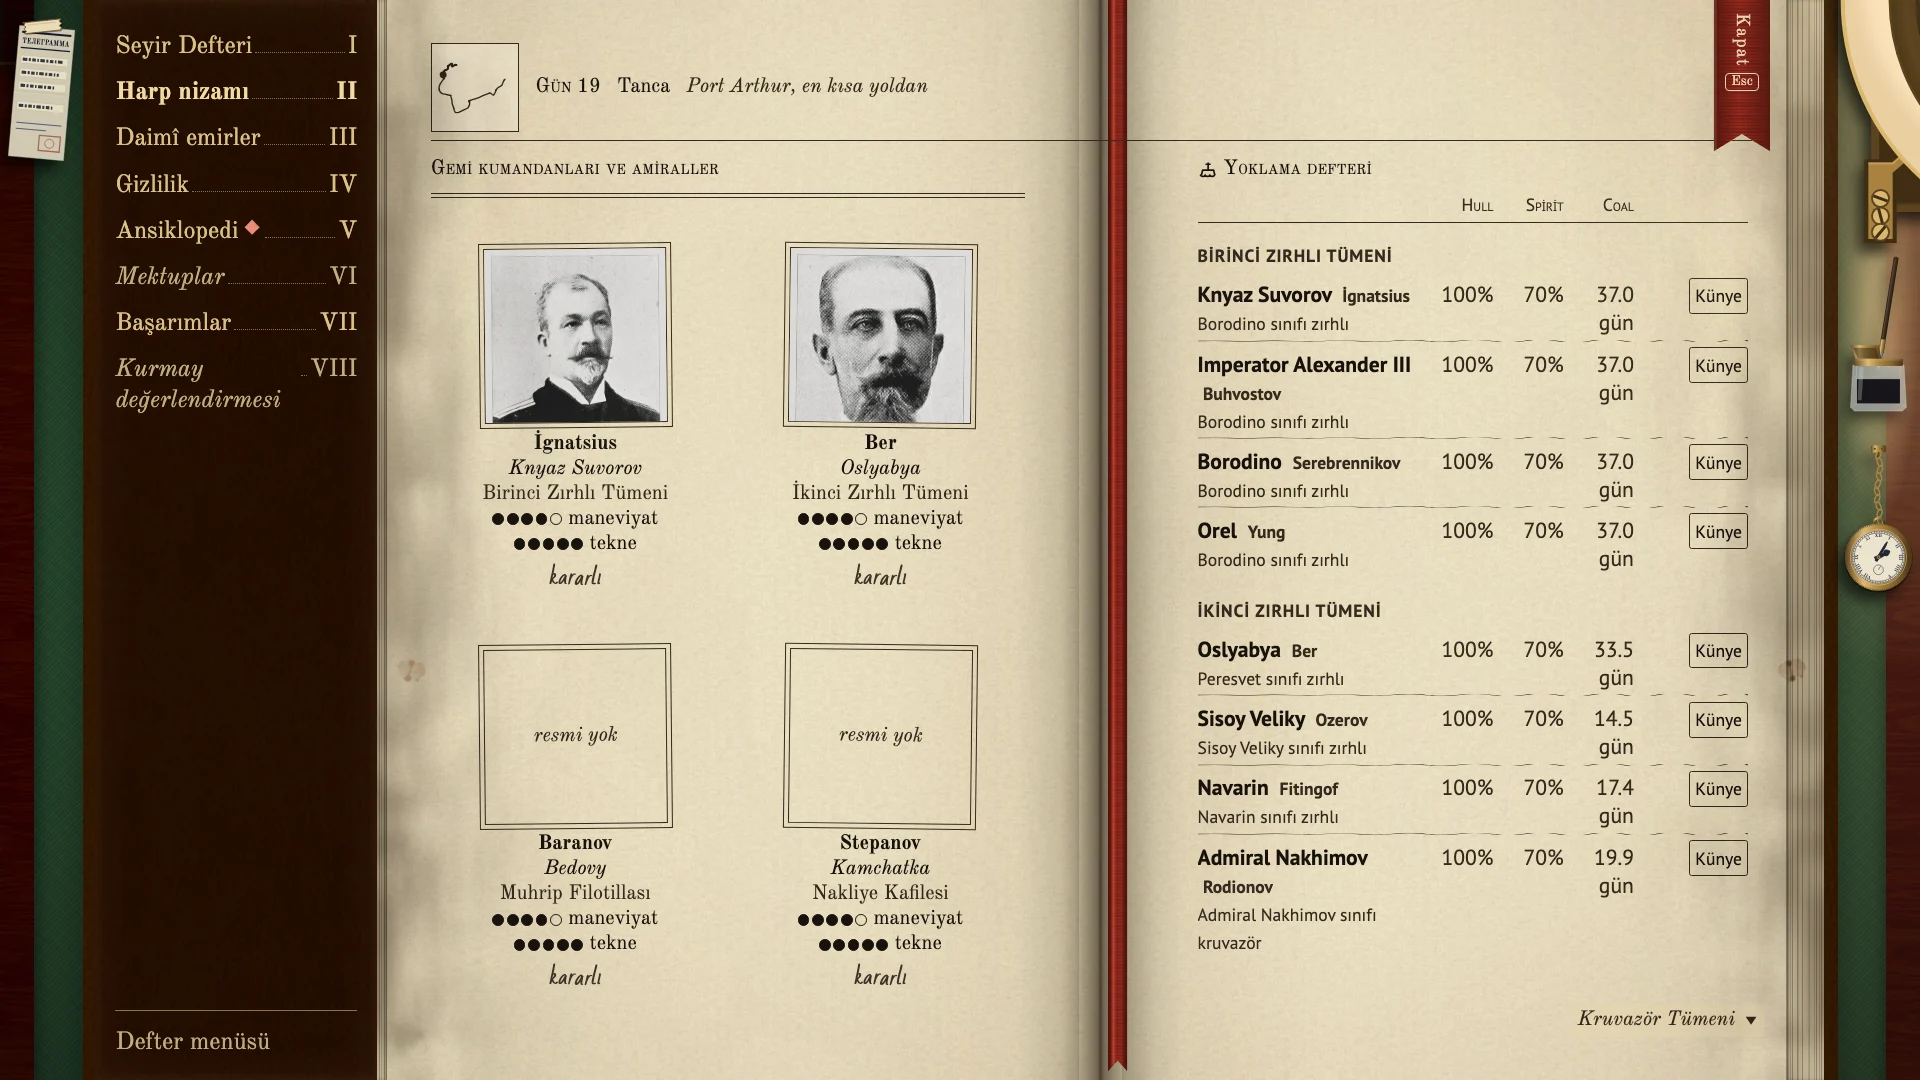 ТЕЛЕГРАММА
Seyir Defteri I
Harp nizamı II
Daimî emirler III
Gizlilik IV
Ansiklopedi V
Mektuplar VI
Başarımlar VII
Kurmay değerlendirmesi VIII
Defter menüsü
Gün 19 Tanca Port Arthur, en kısa yoldan
Gemi kumandanları ve amiraller
İgnatsius
Knyaz Suvorov
Birinci Zırhlı Tümeni
maneviyat
tekne
kararlı
Ber
Oslyabya
İkinci Zırhlı Tümeni
maneviyat
tekne
kararlı
resmi yok
Baranov
Bedovy
Muhrip Filotillası
maneviyat
tekne
kararlı
resmi yok
Stepanov
Kamchatka
Nakliye Kafilesi
maneviyat
tekne
kararlı
Kapat
Esc
Yoklama defteri
Hull Spirit Coal
BİRİNCİ ZIRHLI TÜMENİ
Knyaz Suvorov İgnatsius 100% 70% 37.0 gün Künye
Borodino sınıfı zırhlı
Imperator Alexander III 100% 70% 37.0 gün Künye
Buhvostov
Borodino sınıfı zırhlı
Borodino Serebrennikov 100% 70% 37.0 gün Künye
Borodino sınıfı zırhlı
Orel Yung 100% 70% 37.0 gün Künye
Borodino sınıfı zırhlı
İKİNCİ ZIRHLI TÜMENİ
Oslyabya Ber 100% 70% 33.5 gün Künye
Peresvet sınıfı zırhlı
Sisoy Veliky Ozerov 100% 70% 14.5 gün Künye
Sisoy Veliky sınıfı zırhlı
Navarin Fitingof 100% 70% 17.4 gün Künye
Navarin sınıfı zırhlı
Admiral Nakhimov 100% 70% 19.9 gün Künye
Rodionov
Admiral Nakhimov sınıfı
kruvazör
Kruvazör Tümeni